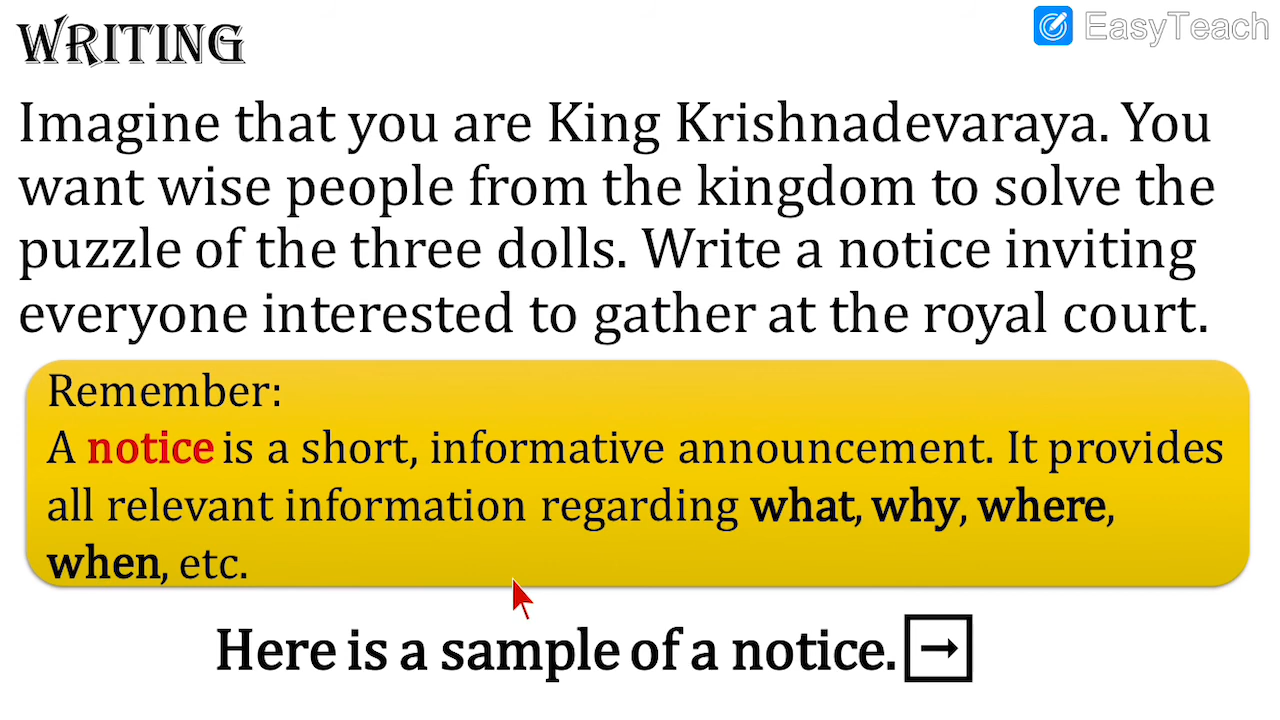 WRITING
EasyTeach
Imagine that you are King Krishnadevaraya. You
want wise people from the kingdom to solve the
puzzle of the three dolls. Write a notice inviting
everyone interested to gather at the royal court.
Remember:
A notice is a short, informative announcement. It provides
all relevant information regarding what, why, where,
when, etc.
Here is a sample of a notice. →